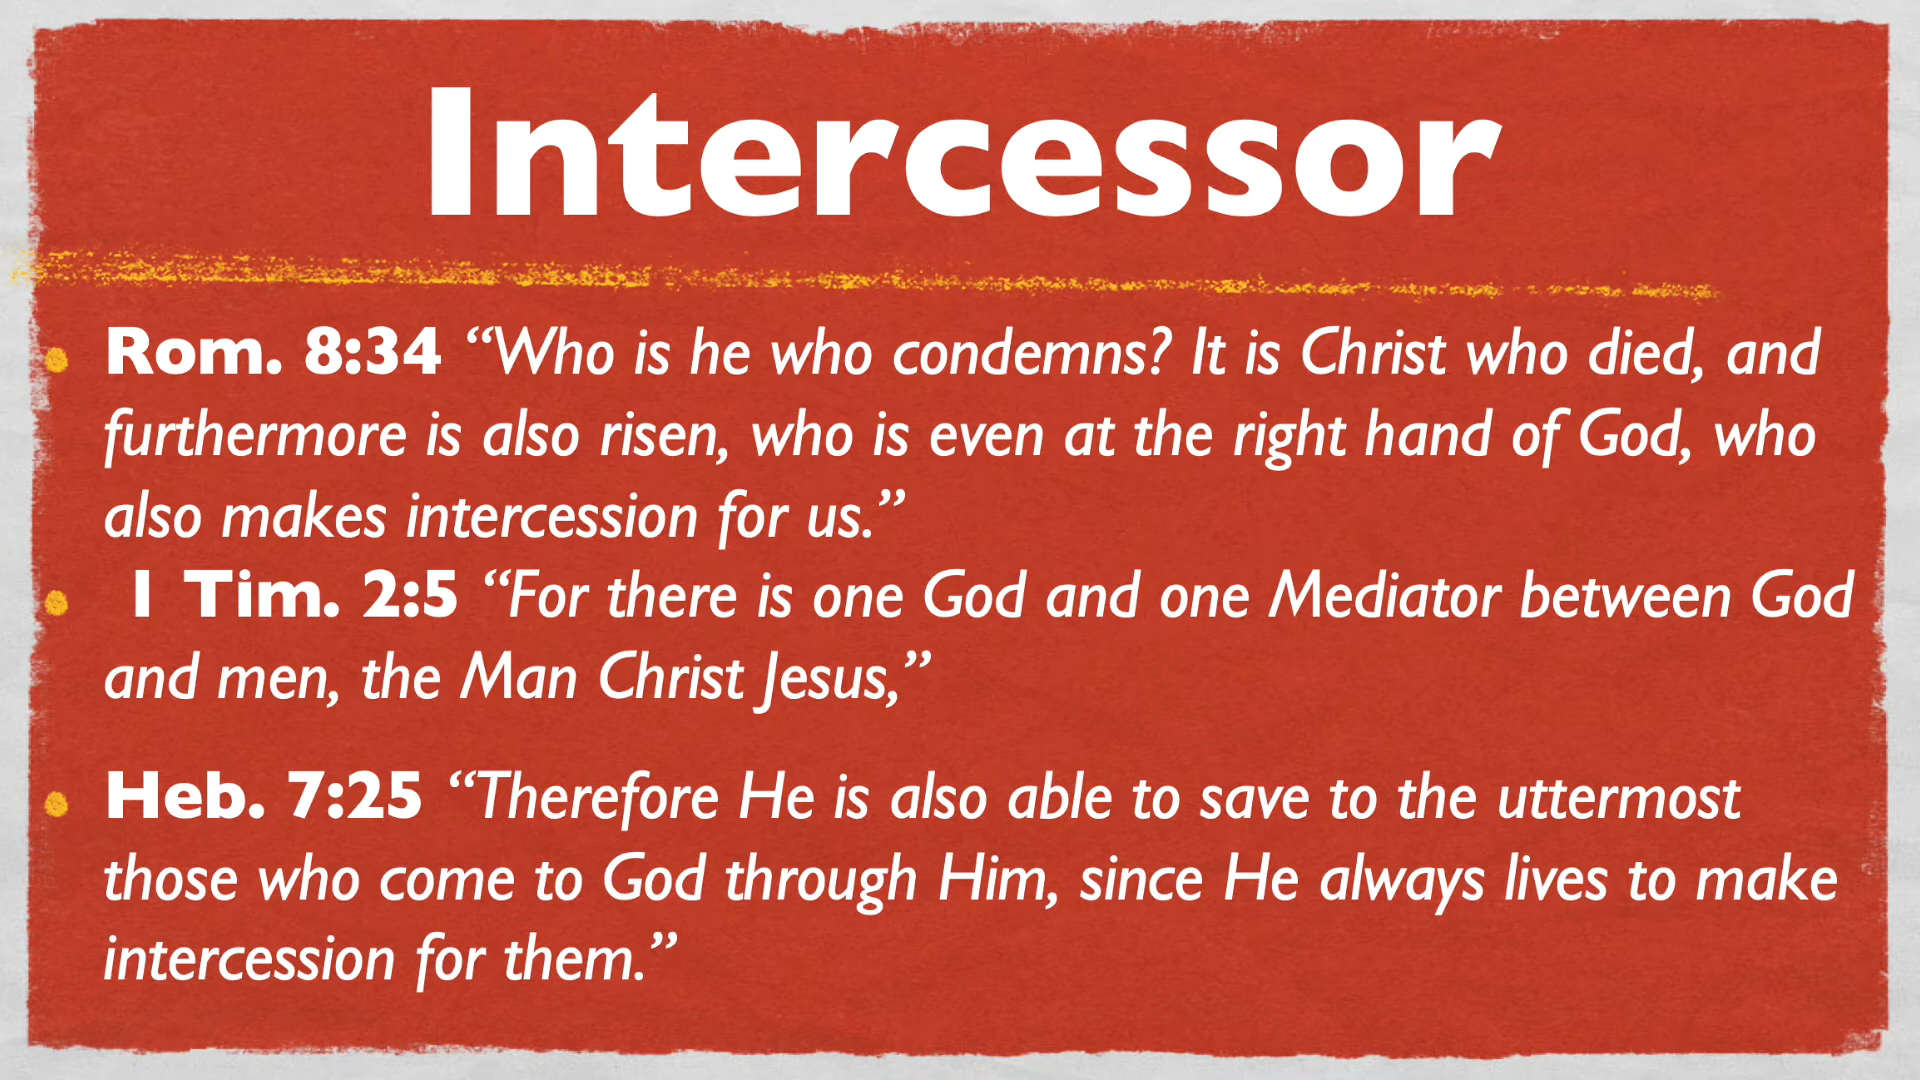 Intercessor
• Rom. 8:34 “Who is he who condemns? It is Christ who died, and
furthermore is also risen, who is even at the right hand of God, who
also makes intercession for us.”
• I Tim. 2:5 “For there is one God and one Mediator between God
and men, the Man Christ Jesus,”
• Heb. 7:25 “Therefore He is also able to save to the uttermost
those who come to God through Him, since He always lives to make
intercession for them.”